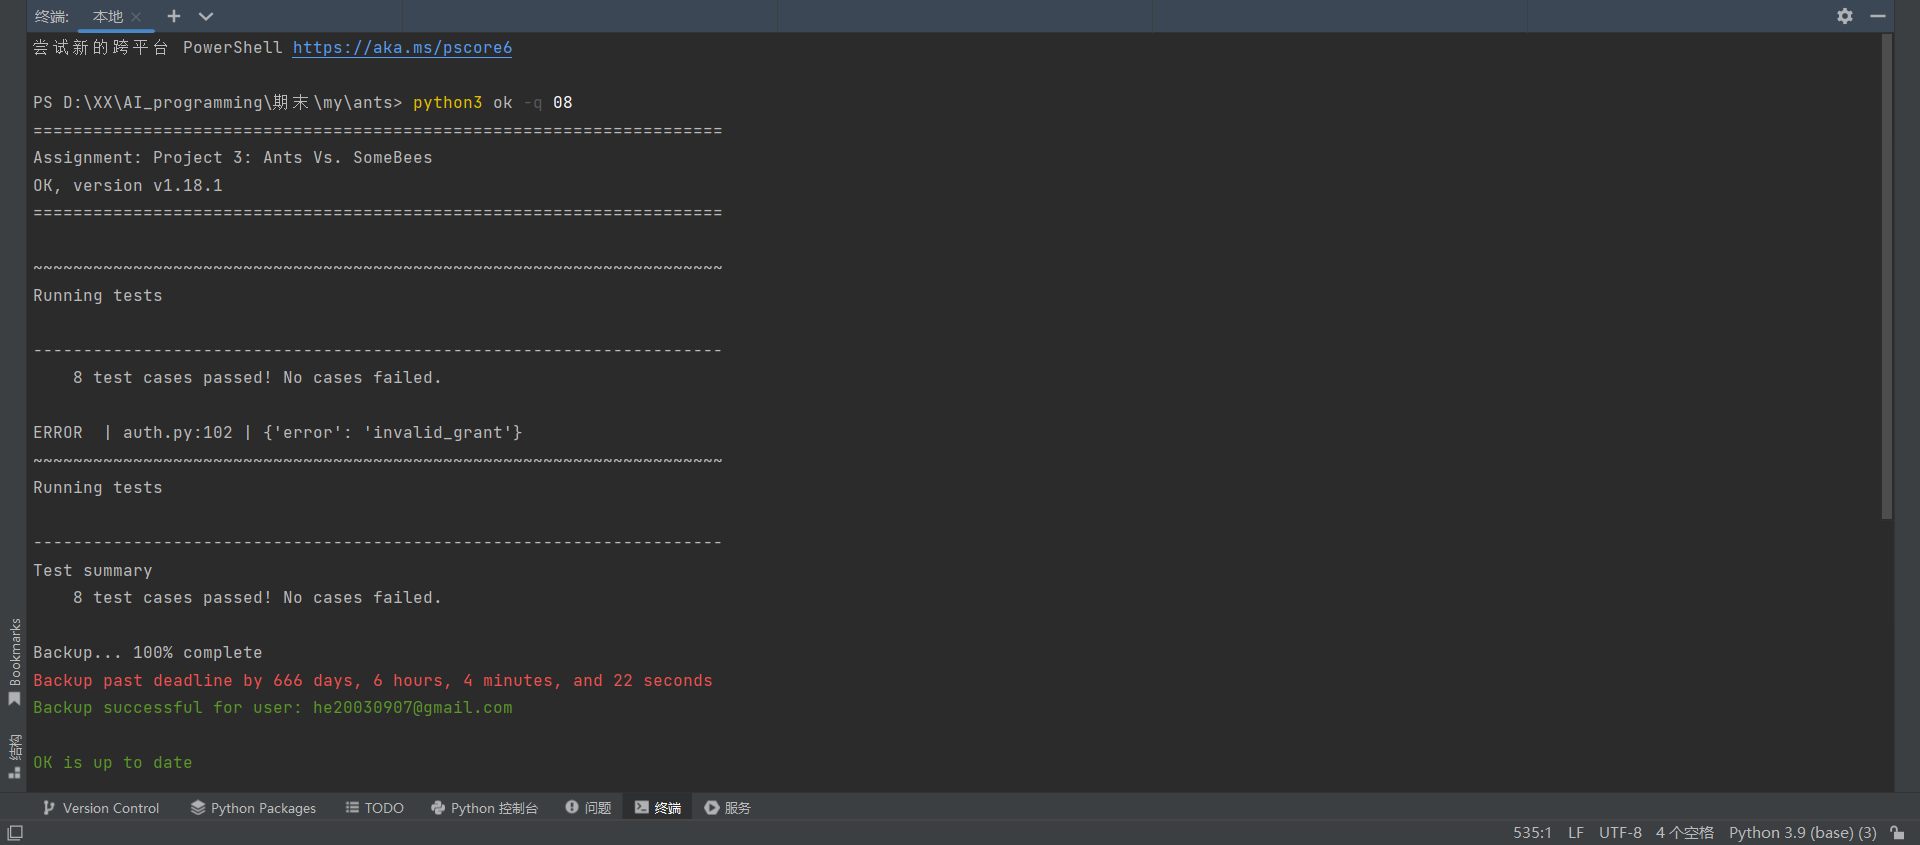 终端: 本地
尝试新的跨平台 PowerShell https://aka.ms/pscore6
PS D:\XX\AI_programming\期末\my\ants> python3 ok -q 08
=====================================================================
Assignment: Project 3: Ants Vs. SomeBees
OK, version v1.18.1
=====================================================================
~~~~~~~~~~~~~~~~~~~~~~~~~~~~~~~~~~~~~~~~~~~~~~~~~~~~~~~~~~~~~~~~~~~~~
Running tests
---------------------------------------------------------------------
8 test cases passed! No cases failed.
ERROR  | auth.py:102 | {'error': 'invalid_grant'}
~~~~~~~~~~~~~~~~~~~~~~~~~~~~~~~~~~~~~~~~~~~~~~~~~~~~~~~~~~~~~~~~~~~~~
Running tests
---------------------------------------------------------------------
Test summary
8 test cases passed! No cases failed.
Backup... 100% complete
Backup past deadline by 666 days, 6 hours, 4 minutes, and 22 seconds
Backup successful for user: he20030907@gmail.com
OK is up to date
Bookmarks
结构
Version Control Python Packages TODO Python 控制台 问题 终端 服务
535:1 LF UTF-8 4 个空格 Python 3.9 (base) (3)